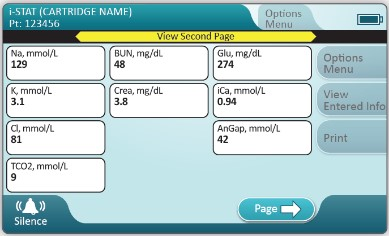 i-STAT (CARTRIDGE NAME)
Pt: 123456
Options
Menu
View Second Page
Na, mmol/L
129
BUN, mg/dL
48
Glu, mg/dL
274
Options
Menu
K, mmol/L
3.1
Crea, mg/dL
3.8
iCa, mmol/L
0.94
View
Entered Info
Cl, mmol/L
81
AnGap, mmol/L
42
Print
TCO2, mmol/L
9
Silence
Page